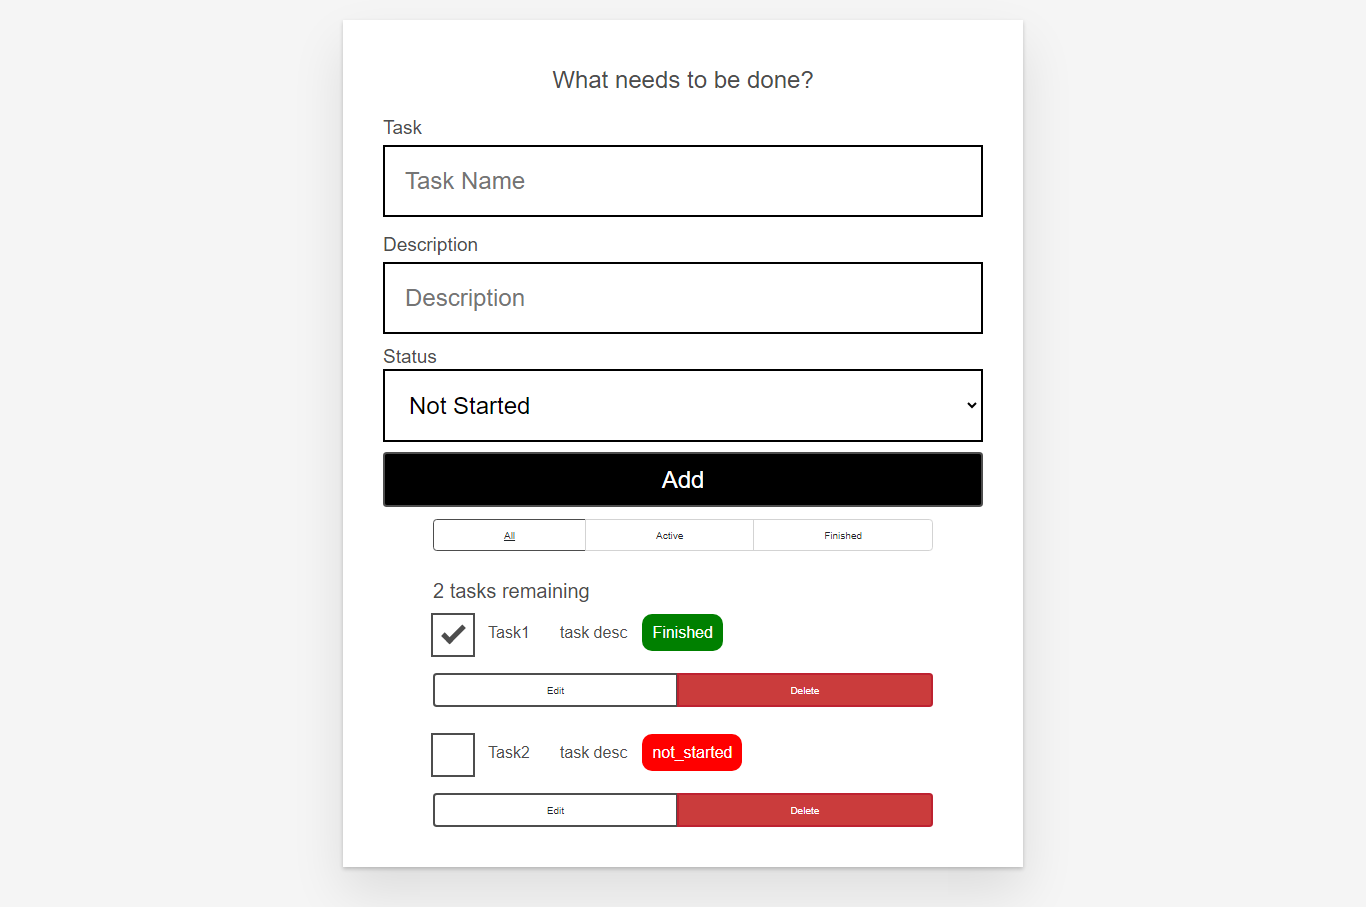 What needs to be done?
Task
Task Name
Description
Description
Status
Not Started
Add
All Active Finished
2 tasks remaining
Task1 task desc Finished
Edit Delete
Task2 task desc not_started
Edit Delete